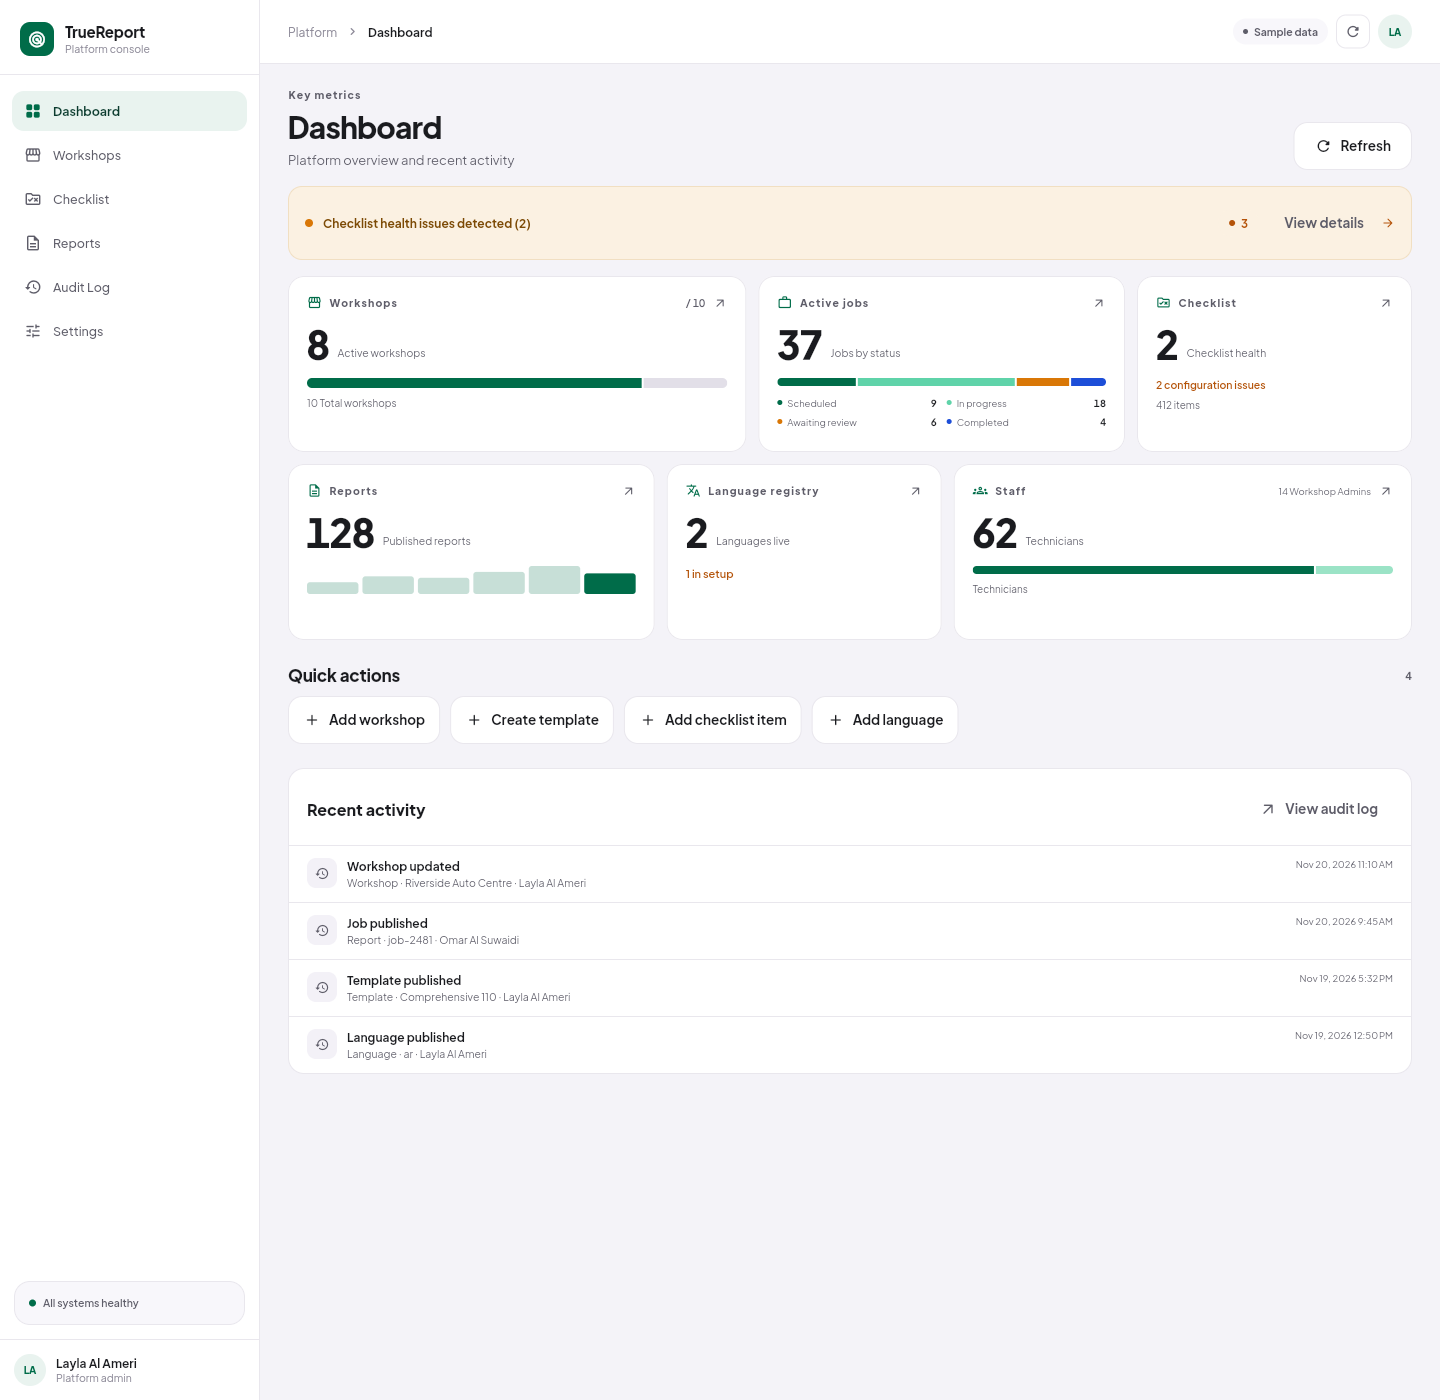 TrueReport
Platform console
Platform > Dashboard
Sample data
LA
Dashboard
Workshops
Checklist
Reports
Audit Log
Settings
Key metrics
Dashboard
Platform overview and recent activity
Refresh
Checklist health issues detected (2)
3
View details
Workshops
/ 10
8 Active workshops
10 Total workshops
Active jobs
37 Jobs by status
Scheduled 9
In progress 18
Awaiting review 6
Completed 4
Checklist
2 Checklist health
2 configuration issues
412 items
Reports
128 Published reports
Language registry
2 Languages live
1 in setup
Staff
14 Workshop Admins
62 Technicians
Technicians
Quick actions
4
Add workshop
Create template
Add checklist item
Add language
Recent activity
View audit log
Workshop updated
Workshop · Riverside Auto Centre · Layla Al Ameri
Nov 20, 2026 11:10 AM
Job published
Report · job-2481 · Omar Al Suwaidi
Nov 20, 2026 9:45 AM
Template published
Template · Comprehensive 110 · Layla Al Ameri
Nov 19, 2026 5:32 PM
Language published
Language · ar · Layla Al Ameri
Nov 19, 2026 12:50 PM
All systems healthy
LA
Layla Al Ameri
Platform admin